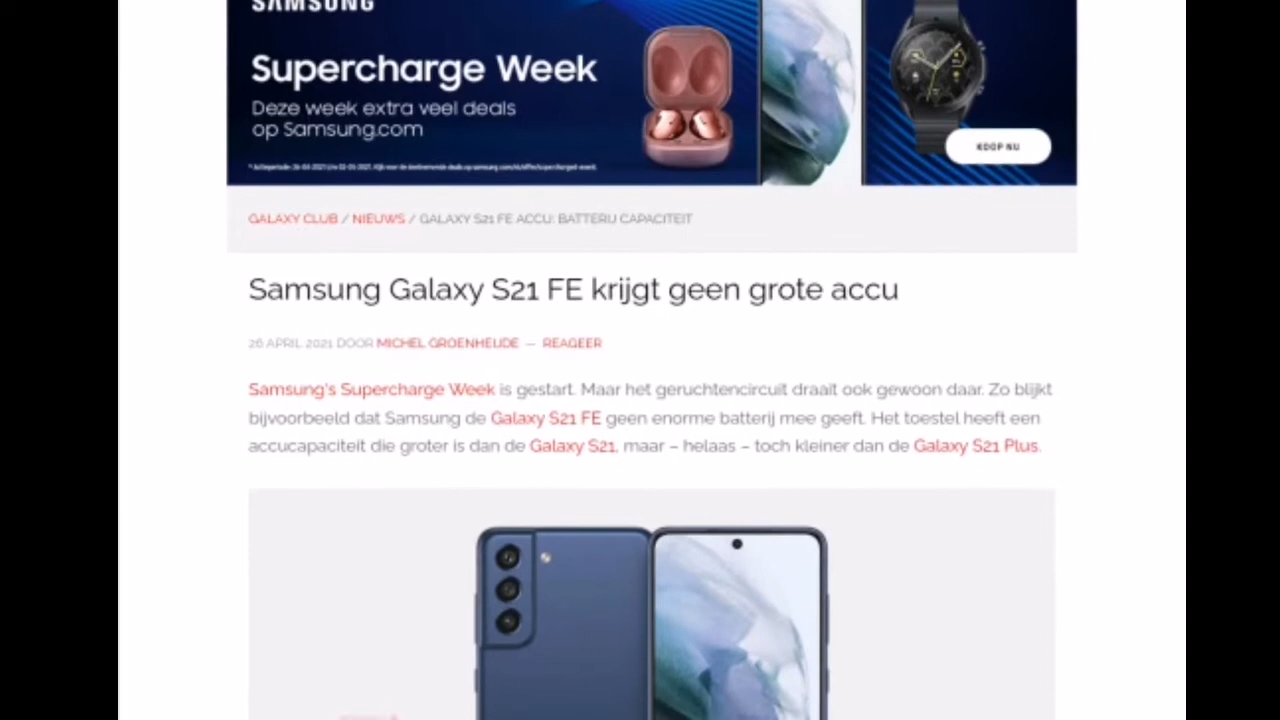 SAMSUNG
Supercharge Week
Deze week extra veel deals
op Samsung.com
KOOP NU
GALAXY CLUB / NIEUWS / GALAXY S21 FE ACCU: BATTERIJ CAPACITEIT
Samsung Galaxy S21 FE krijgt geen grote accu
26 APRIL 2021 DOOR MICHEL GROENHEIJDE — REAGEER
Samsung's Supercharge Week is gestart. Maar het geruchtencircuit draait ook gewoon daar. Zo blijkt
bijvoorbeeld dat Samsung de Galaxy S21 FE geen enorme batterij mee geeft. Het toestel heeft een
accucapaciteit die groter is dan de Galaxy S21, maar – helaas – toch kleiner dan de Galaxy S21 Plus.